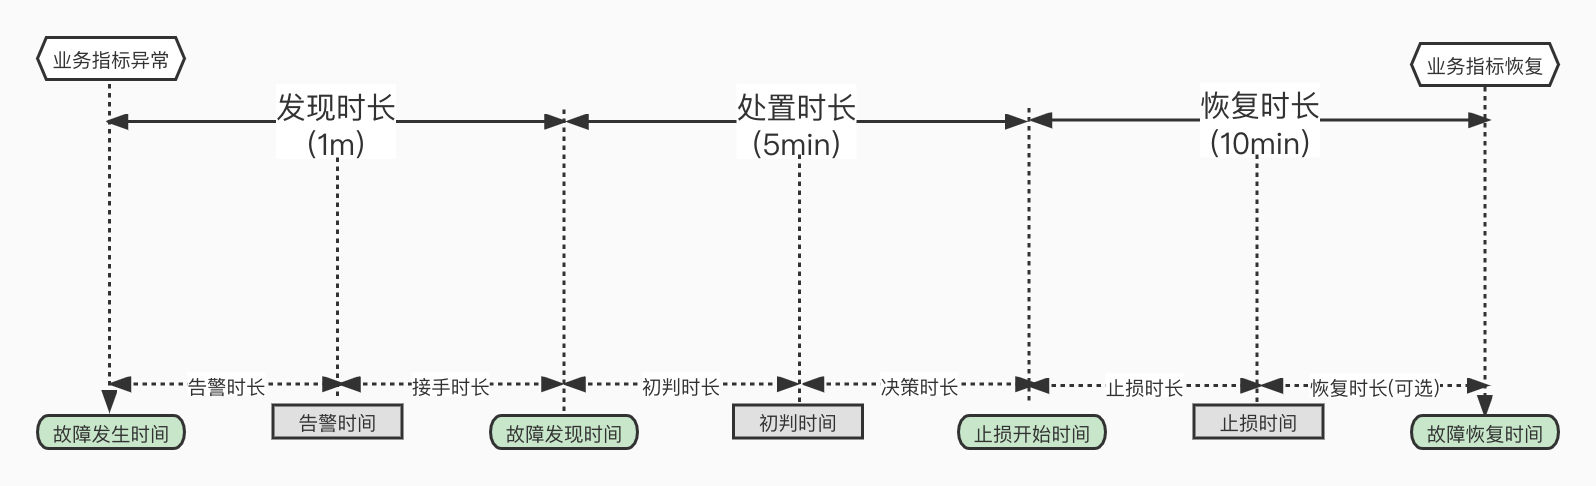 业务指标异常
业务指标恢复
发现时长
(1m)
处置时长
(5min)
恢复时长
(10min)
告警时长
接手时长
初判时长
决策时长
止损时长
恢复时长(可选)
故障发生时间
告警时间
故障发现时间
初判时间
止损开始时间
止损时间
故障恢复时间